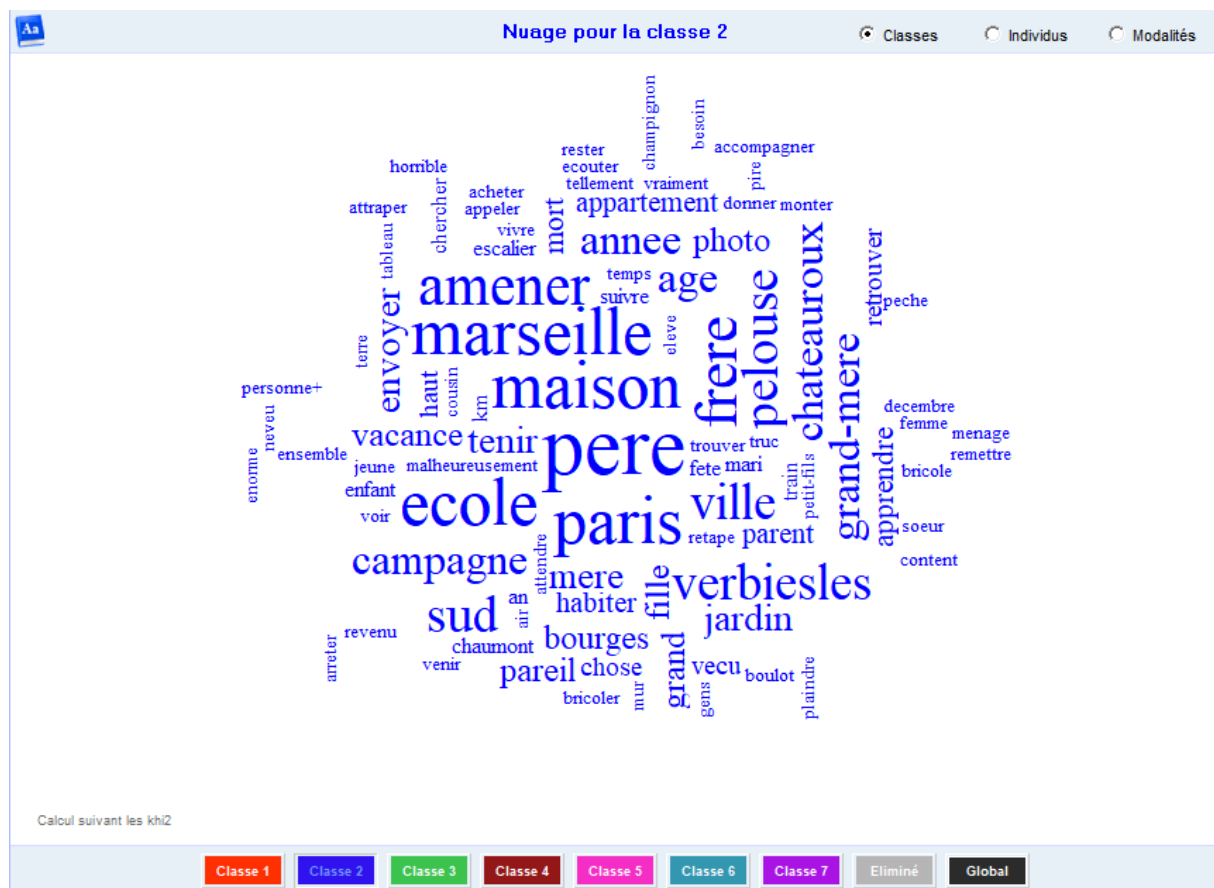 Aa
Nuage pour la classe 2
Classes
Individus
Modalités
champignon
besoin
rester
accompagner
horrible
ecouter
pire
tellement
vraiment
chercher
acheter
attraper
appeler
mort
appartement
donner
monter
vivre
tableau
escalier
annee
photo
chateauroux
retrouver
amener
temps
suivre
age
pelouse
peche
envoyer
marseille
eleve
frere
terre
personne+
haut
cousin
km
maison
grand-mere
decembre
femme
neveu
vacance
tenir
pere
trouver
truc
apprendre
menage
enorme
ensemble
jeune
malheureusement
fete
mari
train
petit-fils
remettre
bricole
enfant
voir
ecole
paris
ville
retape
parent
soeur
content
campagne
attendre
mere
fille
verbiesles
sud
an
air
habiter
jardin
arreter
revenu
chaumont
bourges
venir
pareil
chose
grand
vecu
boulot
plaindre
bricoler
mur
gens
Calcul suivant les khi2
Classe 1
Classe 2
Classe 3
Classe 4
Classe 5
Classe 6
Classe 7
Eliminé
Global